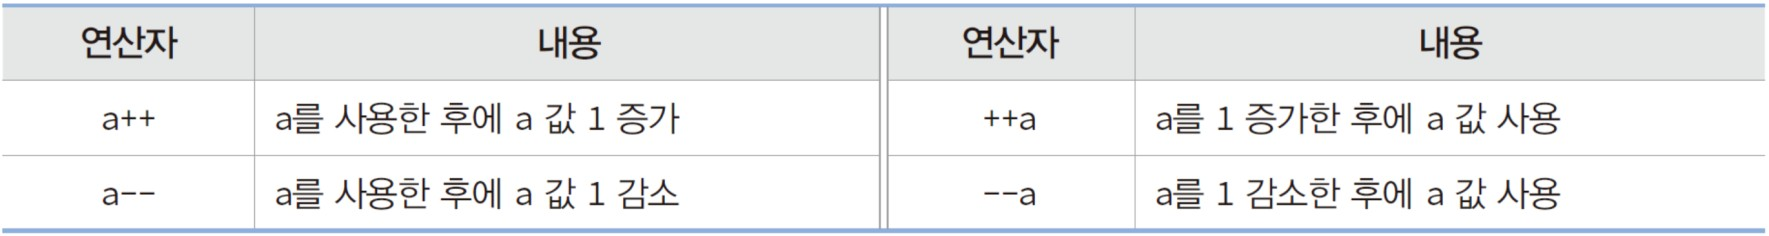 연산자 내용 연산자 내용
a++ a를 사용한 후에 a 값 1 증가 ++a a를 1 증가한 후에 a 값 사용
a-- a를 사용한 후에 a 값 1 감소 --a a를 1 감소한 후에 a 값 사용